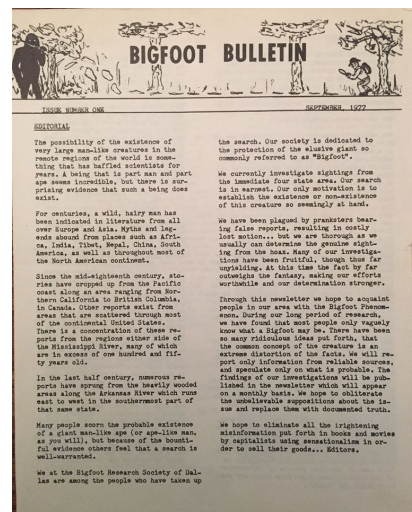 BIGFOOT BULLETIN
ISSUE NUMBER ONE
SEPTEMBER, 1977
EDITORIAL
The possibility of the existence of
very large man-like creatures in the
remote regions of the world is some-
thing that has baffled scientists for
years. A being that is part man and part
ape seems incredible, but there is sur-
prising evidence that such a being does
exist.
For centuries, a wild, hairy man has
been indicated in literature from all
over Europe and Asia. Myths and leg-
ends abound from places such as Afri-
ca, India, Tibet, Nepal, China, South
America, as well as throughout most of
the North American continent.
Since the mid-eighteenth century, sto-
ries have cropped up from the Pacific
coast along an area ranging from Nor-
thern California to British Columbia,
in Canada. Other reports exist from
areas that are scattered through most
of the continental United States.
There is a concentration of these re-
ports from the regions either side of
the Mississippi River, many of which
are in excess of one hundred and fif-
ty years old.
In the last half century, numerous re-
ports have sprung from the heavily wooded
areas along the Arkansas River which runs
east to west in the southernmost part of
that same state.
Many people scorn the probable existence
of a giant man-like ape (or ape-like man,
as you will), but because of the bounti-
ful evidence others feel that a search is
well-warranted.
We at the Bigfoot Research Society of Dal-
las are among the people who have taken up
the search. Our society is dedicated to
the protection of the elusive giant so
commonly referred to as "Bigfoot".
We currently investigate sightings from
the immediate four state area. Our search
is in earnest. Our only motivation is to
establish the existence or non-existence
of this creature so seemingly at hand.
We have been plagued by pranksters bear-
ing false reports, resulting in costly
lost motion... but we are thorough as we
usually can determine the genuine sight-
ing from the hoax. Many of our investiga-
tions have been fruitful, though thus far
unyielding. At this time the fact by far
outweighs the fantasy, making our efforts
worthwhile and our determination stronger.
Through this newsletter we hope to acquaint
people in our area with the Bigfoot Phenom-
enon. During our long period of research,
we have found that most people only vaguely
know what a Bigfoot may be. There have been
so many ridiculous ideas put forth, that
the common concept of the creature is an
extreme distortion of the facts. We will re-
port only information from reliable sources,
and speculate only on what is probable. The
findings of our investigations will be pub-
lished in the newsletter which will appear
on a monthly basis. We hope to obliterate
the unbelievable suppositions about the is-
sue and replace them with documented truth.
We hope to eliminate all the frightening
misinformation put forth in books and movies
by capitalists using sensationalism in or-
der to sell their goods... Editors.